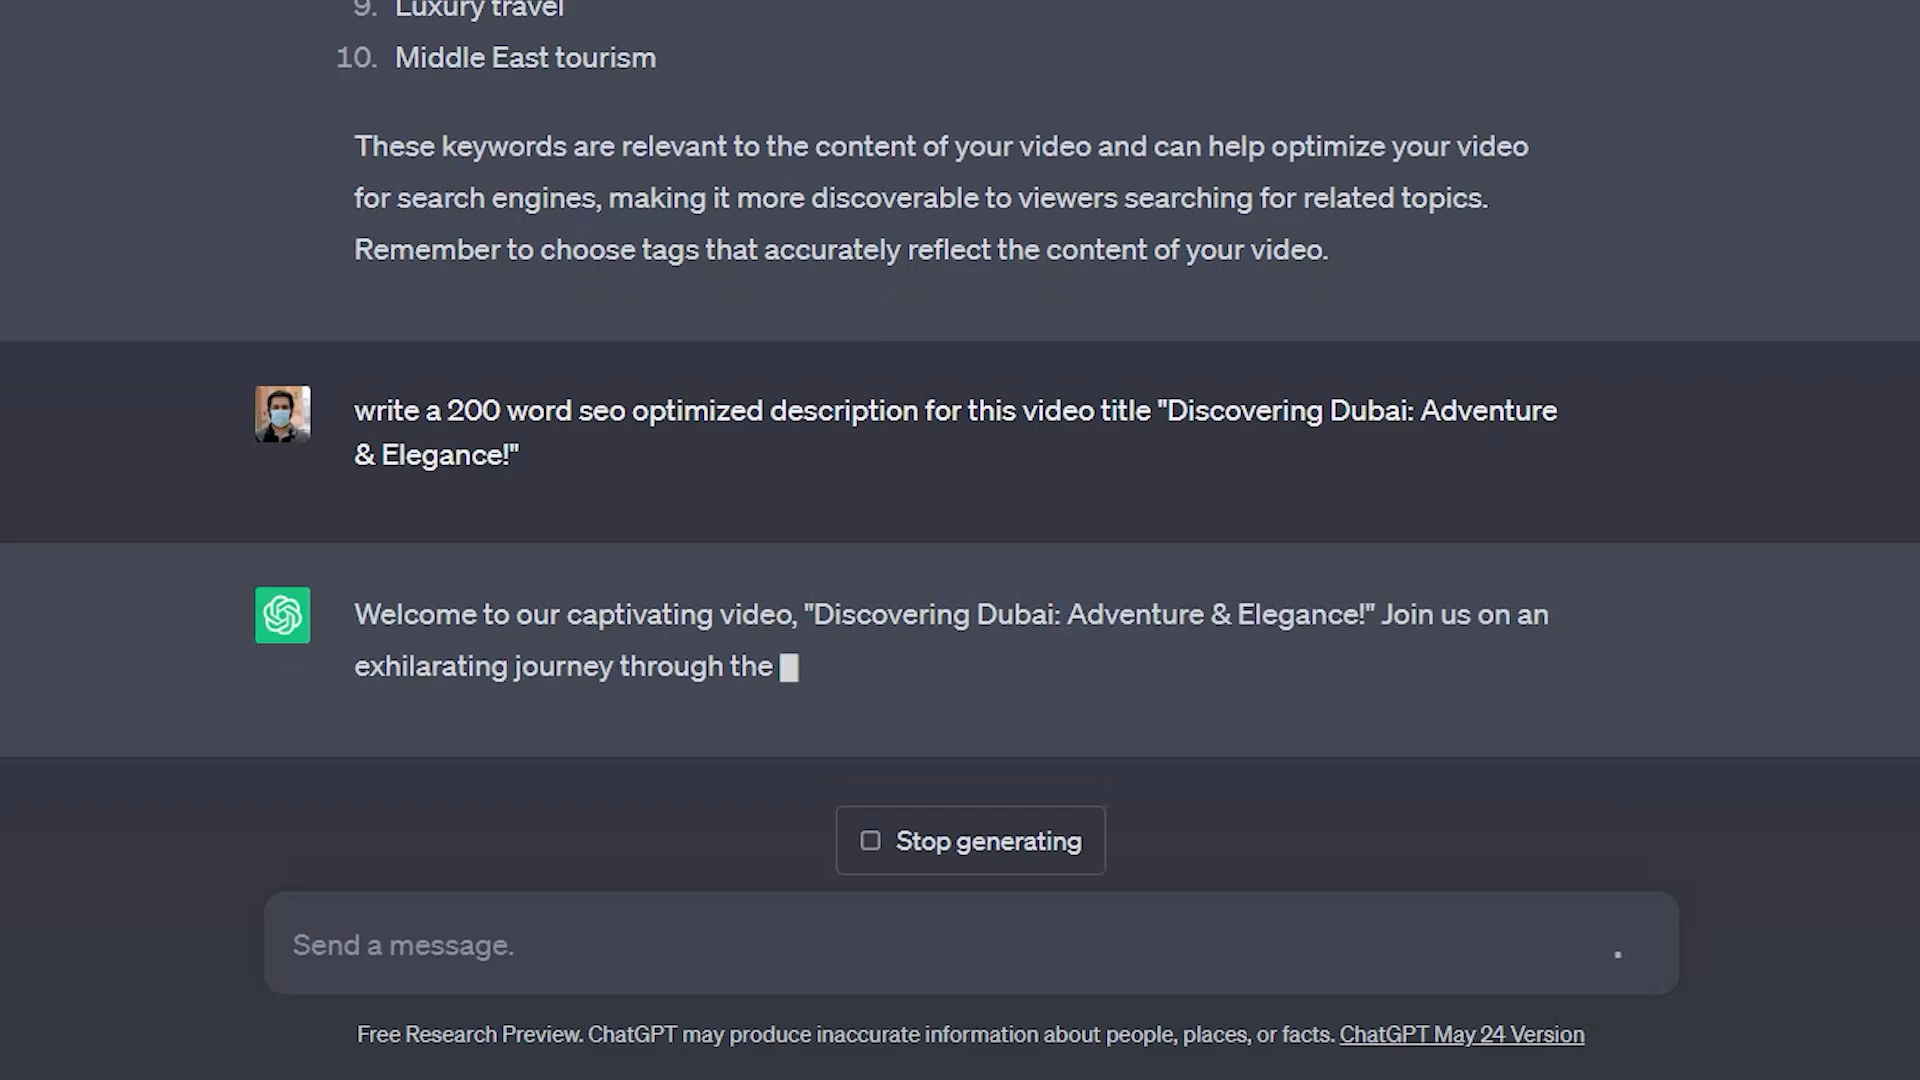 9. Luxury travel
10. Middle East tourism
These keywords are relevant to the content of your video and can help optimize your video
for search engines, making it more discoverable to viewers searching for related topics.
Remember to choose tags that accurately reflect the content of your video.
write a 200 word seo optimized description for this video title "Discovering Dubai: Adventure
& Elegance!"
Welcome to our captivating video, "Discovering Dubai: Adventure & Elegance!" Join us on an
exhilarating journey through the
Stop generating
Send a message.
Free Research Preview. ChatGPT may produce inaccurate information about people, places, or facts. ChatGPT May 24 Version